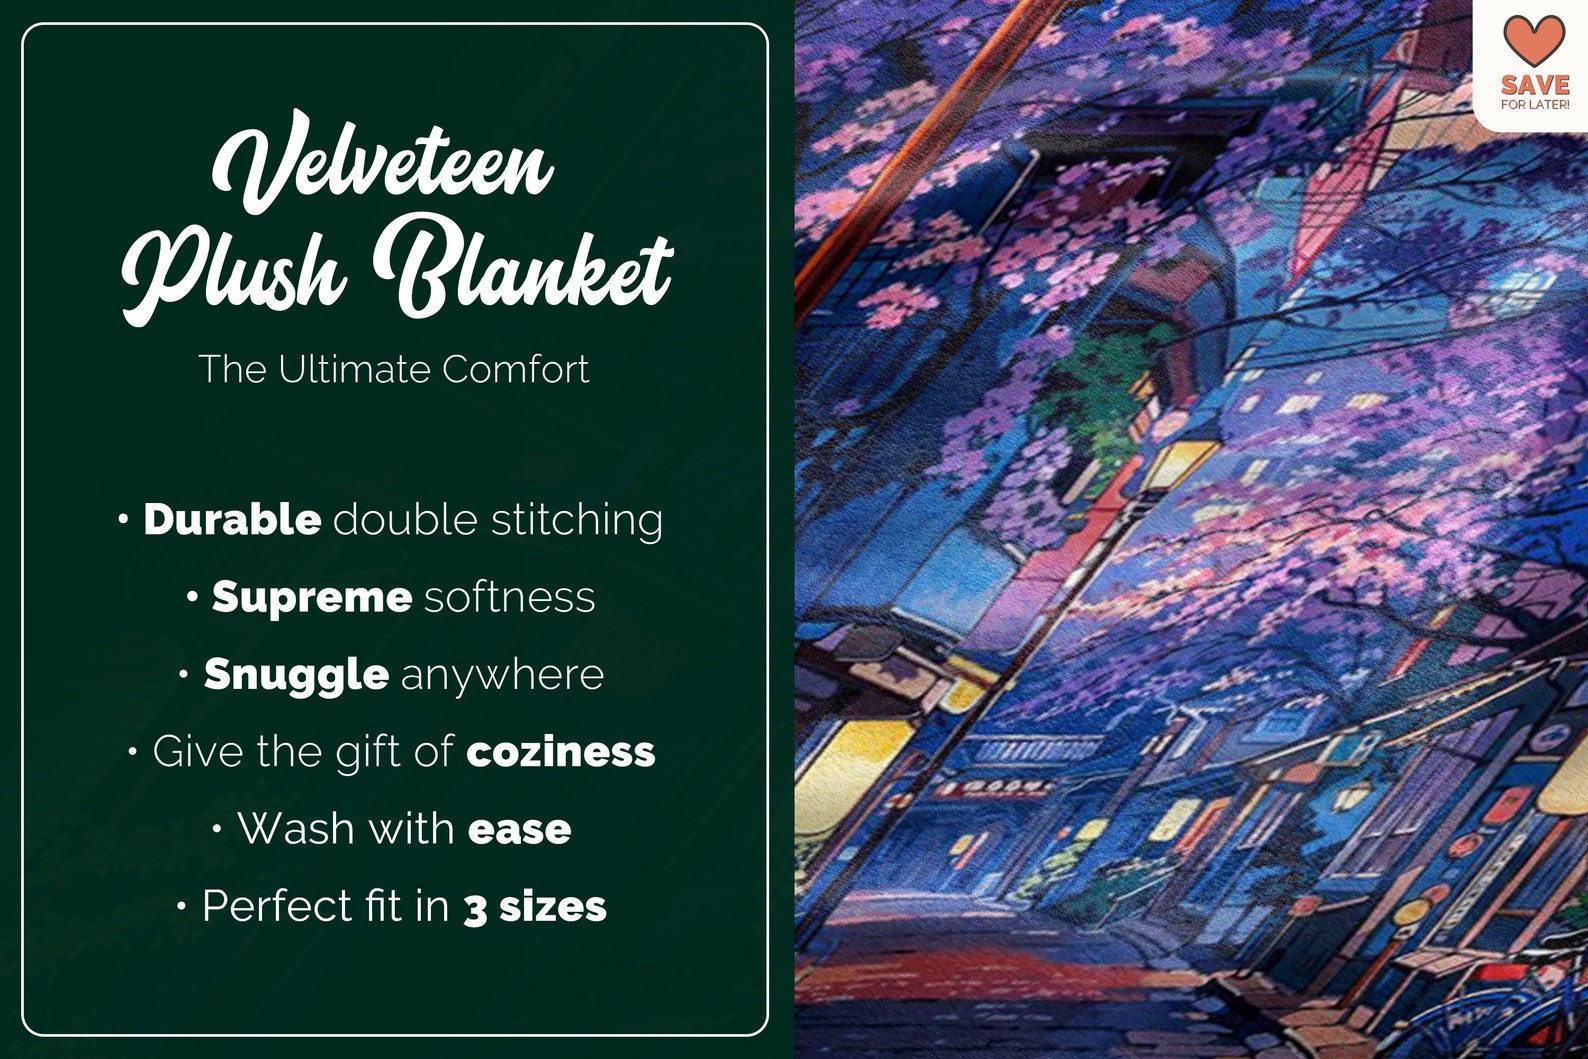 Velveteen
Plush Blanket
The Ultimate Comfort
• Durable double stitching
• Supreme softness
• Snuggle anywhere
• Give the gift of coziness
• Wash with ease
• Perfect fit in 3 sizes
SAVE
FOR LATER!